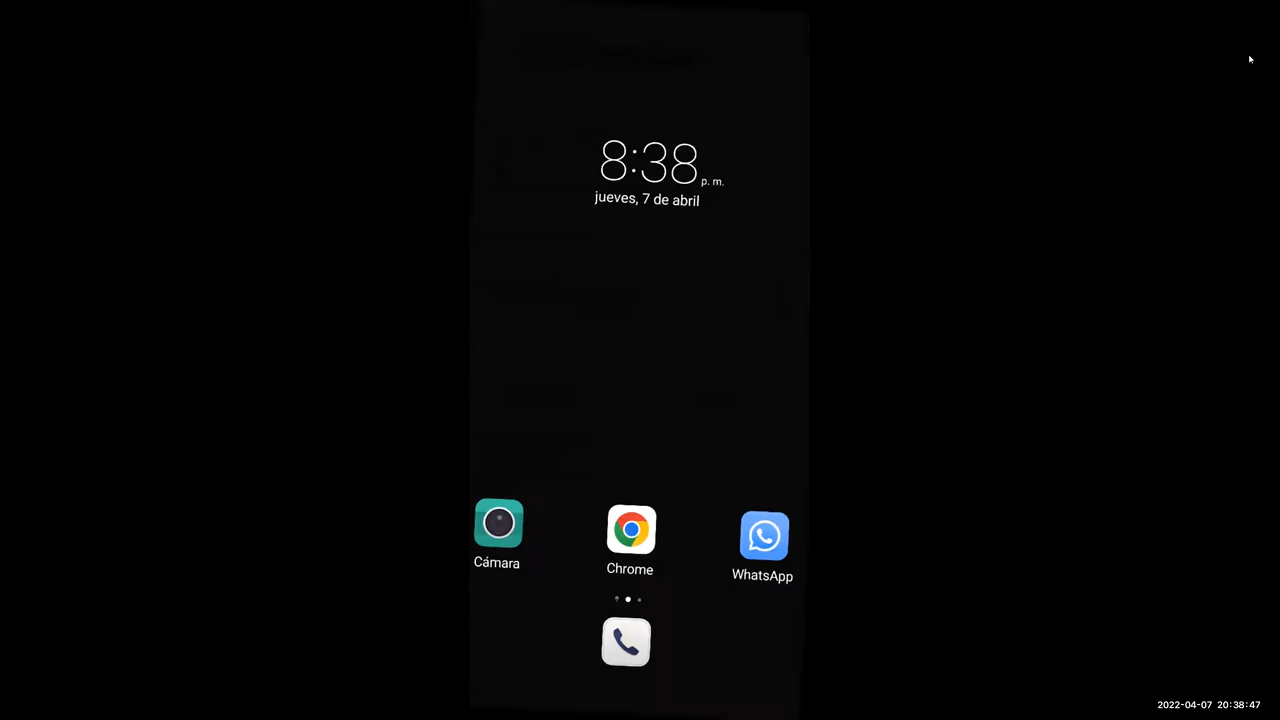 8:38 p. m.
jueves, 7 de abril
Cámara
Chrome
WhatsApp
2022-04-07 20:38:47